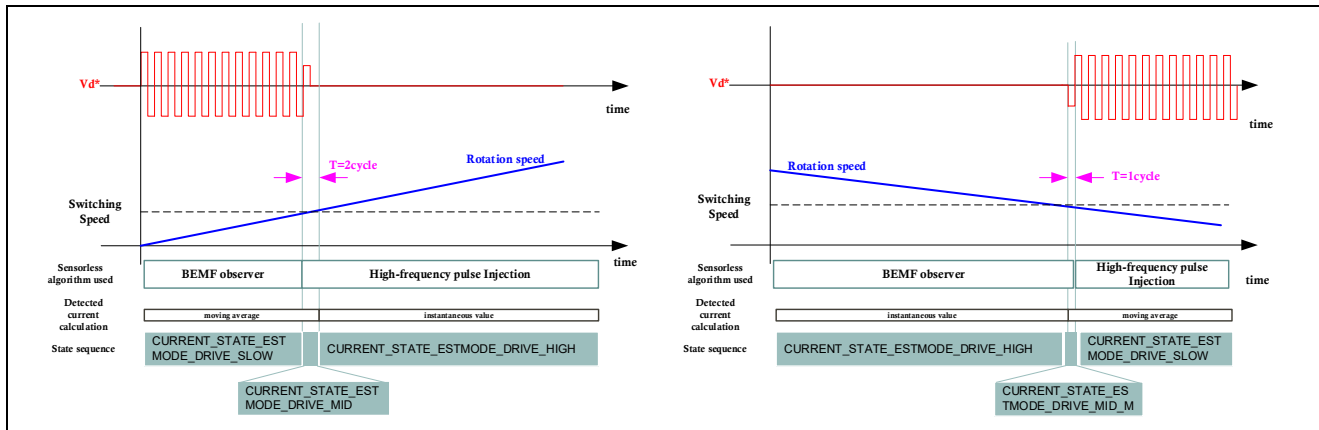 Vd*
time
T=2cycle
Rotation speed
Switching
Speed
time
Sensorless
algorithm used
BEMF observer
High-frequency pulse Injection
Detected
current
calculation
moving average
instantaneous value
State sequence
CURRENT_STATE_EST
MODE_DRIVE_SLOW
CURRENT_STATE_ESTMODE_DRIVE_HIGH
CURRENT_STATE_EST
MODE_DRIVE_MID
Vd*
time
Rotation speed
T=1cycle
Switching
Speed
time
Sensorless
algorithm used
BEMF observer
High-frequency pulse
Injection
Detected
current
calculation
instantaneous value
moving average
State sequence
CURRENT_STATE_ESTMODE_DRIVE_HIGH
CURRENT_STATE_EST
MODE_DRIVE_SLOW
CURRENT_STATE_ES
TMODE_DRIVE_MID_M